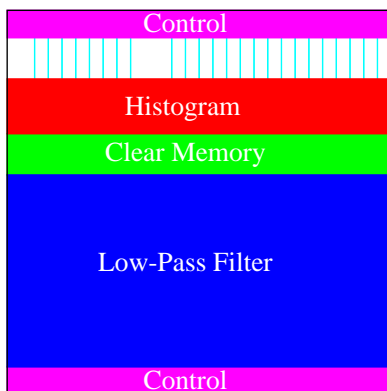 Control
Histogram
Clear Memory
Low-Pass Filter
Control